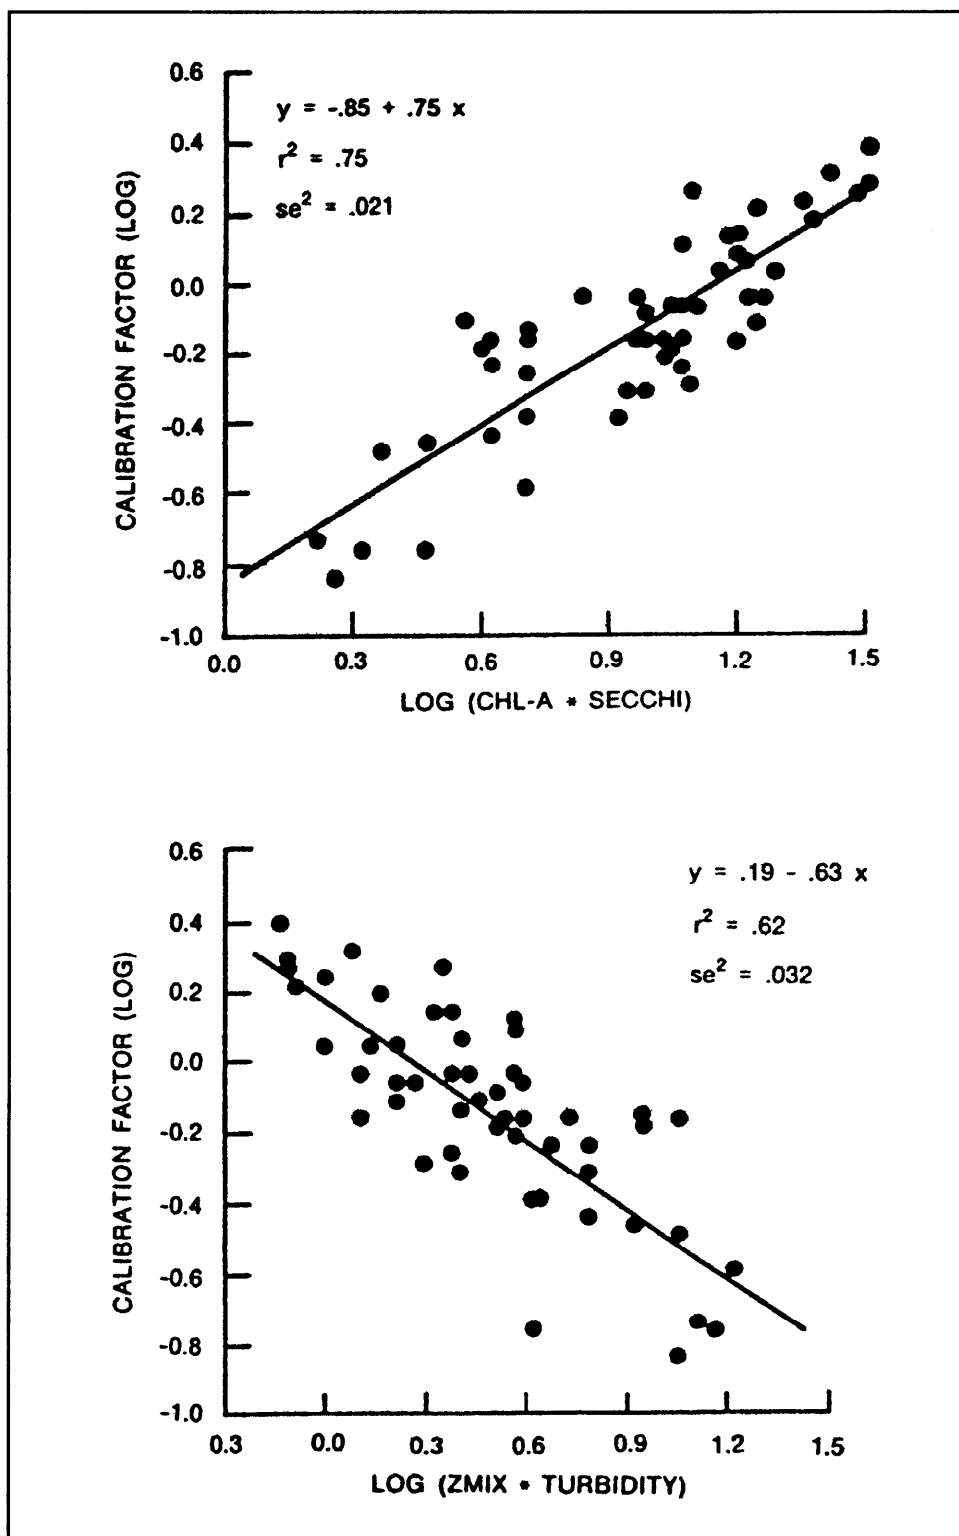 0.6
y = -.85 + .75 x
0.4
r² = .75
se² = .021
0.2
0.0
-0.2
-0.4
-0.6
-0.8
-1.0
CALIBRATION FACTOR (LOG)
0.0 0.3 0.6 0.9 1.2 1.5
LOG (CHL-A * SECCHI)
0.6
y = .19 - .63 x
0.4
r² = .62
se² = .032
0.2
0.0
-0.2
-0.4
-0.6
-0.8
-1.0
CALIBRATION FACTOR (LOG)
0.3 0.0 0.3 0.6 0.9 1.2 1.5
LOG (ZMIX * TURBIDITY)